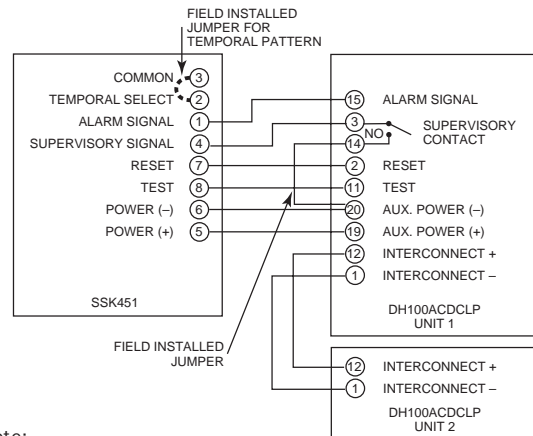 FIELD INSTALLED
JUMPER FOR
TEMPORAL PATTERN
COMMON 3
TEMPORAL SELECT 2
ALARM SIGNAL 1
SUPERVISORY SIGNAL 4
RESET 7
TEST 8
POWER (–) 6
POWER (+) 5
SSK451
FIELD INSTALLED
JUMPER
15 ALARM SIGNAL
3
NO
14
SUPERVISORY
CONTACT
2 RESET
11 TEST
20 AUX. POWER (–)
19 AUX. POWER (+)
12 INTERCONNECT +
1 INTERCONNECT –
DH100ACDCLP
UNIT 1
12 INTERCONNECT +
1 INTERCONNECT –
DH100ACDCLP
UNIT 2